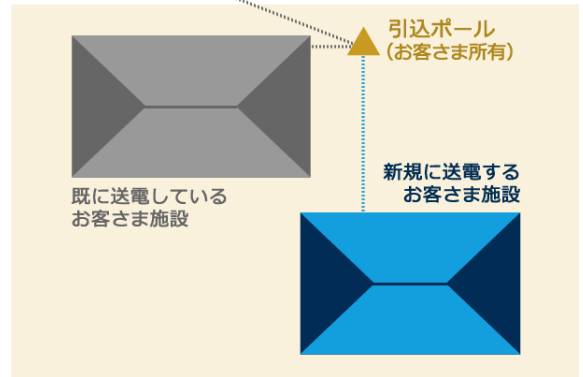 引込ポール
（お客さま所有）
新規に送電する
お客さま施設
既に送電している
お客さま施設